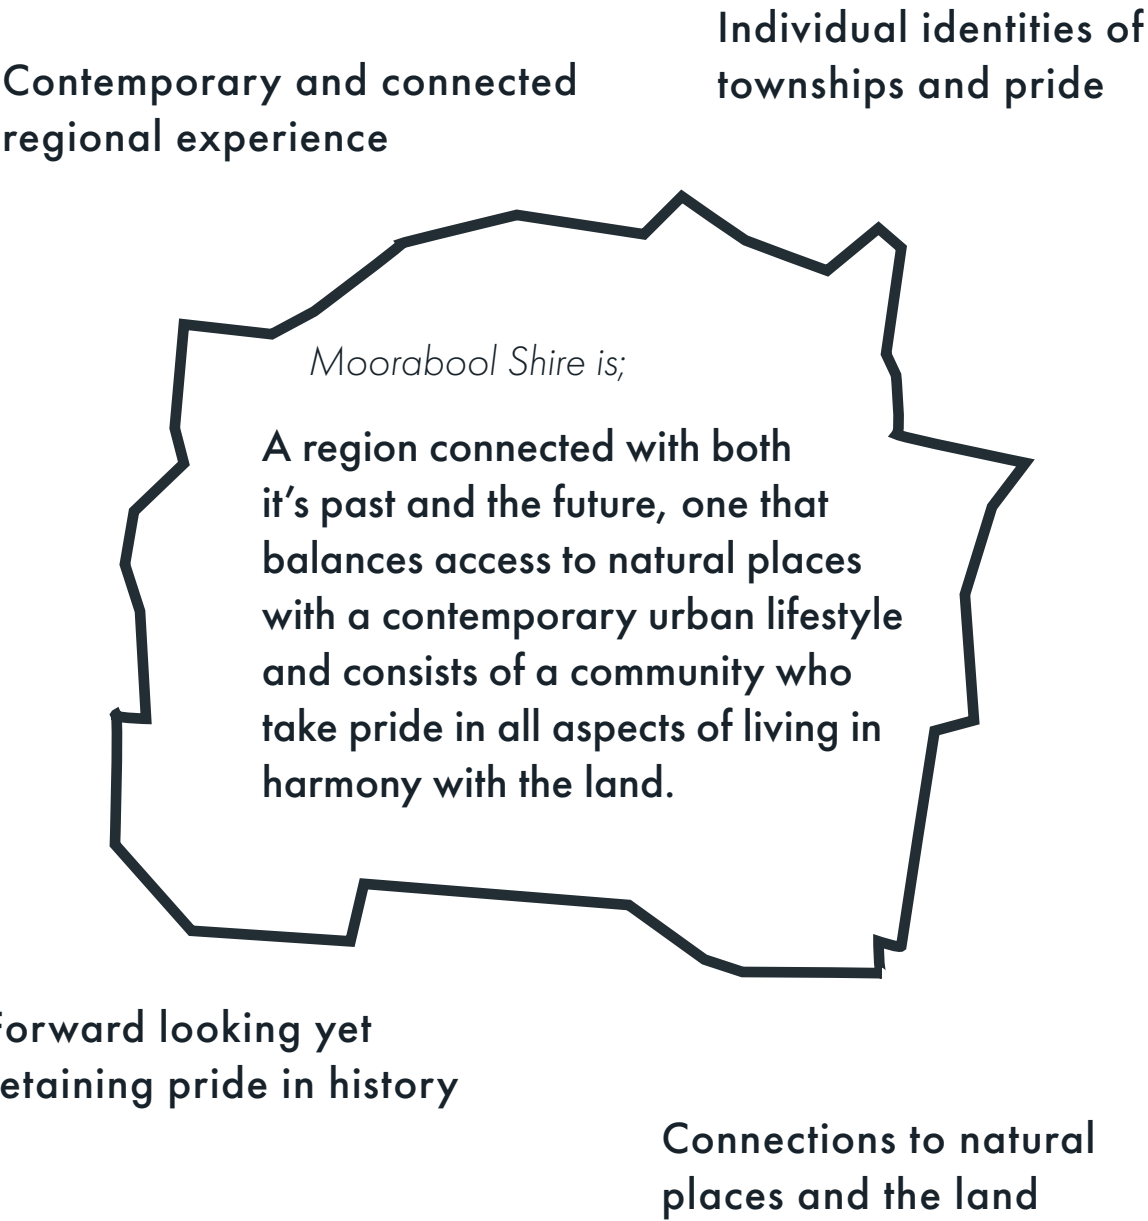 Individual identities of
townships and pride
Contemporary and connected
regional experience
Moorabool Shire is;
A region connected with both
it’s past and the future, one that
balances access to natural places
with a contemporary urban lifestyle
and consists of a community who
take pride in all aspects of living in
harmony with the land.
Forward looking yet
etaining pride in history
Connections to natural
places and the land